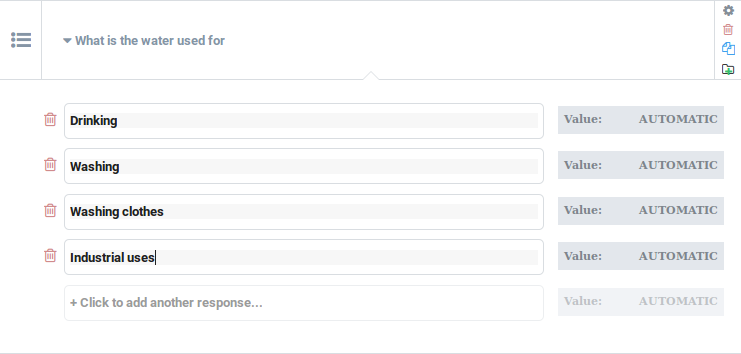 What is the water used for
Drinking
Value: AUTOMATIC
Washing
Value: AUTOMATIC
Washing clothes
Value: AUTOMATIC
Industrial uses
Value: AUTOMATIC
+ Click to add another response...
Value: AUTOMATIC